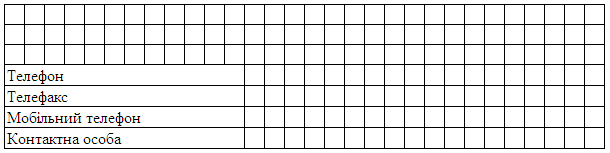 Телефон
Телефакс
Мобільний телефон
Контактна особа